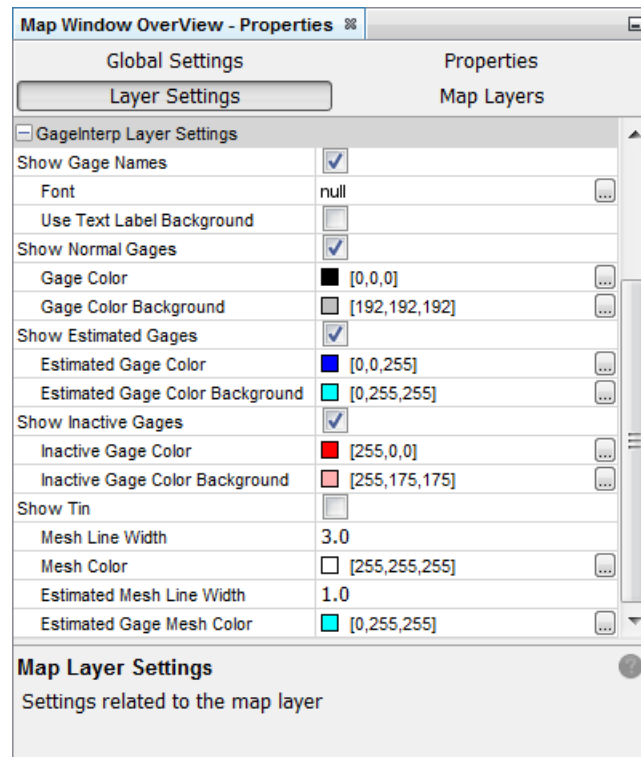 Map Window OverView - Properties
Global Settings Properties
Layer Settings Map Layers
GageInterp Layer Settings
Show Gage Names
Font null ...
Use Text Label Background
Show Normal Gages
Gage Color [0,0,0] ...
Gage Color Background [192,192,192] ...
Show Estimated Gages
Estimated Gage Color [0,0,255] ...
Estimated Gage Color Background [0,255,255] ...
Show Inactive Gages
Inactive Gage Color [255,0,0] ...
Inactive Gage Color Background [255,175,175] ...
Show Tin
Mesh Line Width 3.0
Mesh Color [255,255,255] ...
Estimated Mesh Line Width 1.0
Estimated Gage Mesh Color [0,255,255] ...
Map Layer Settings ?
Settings related to the map layer